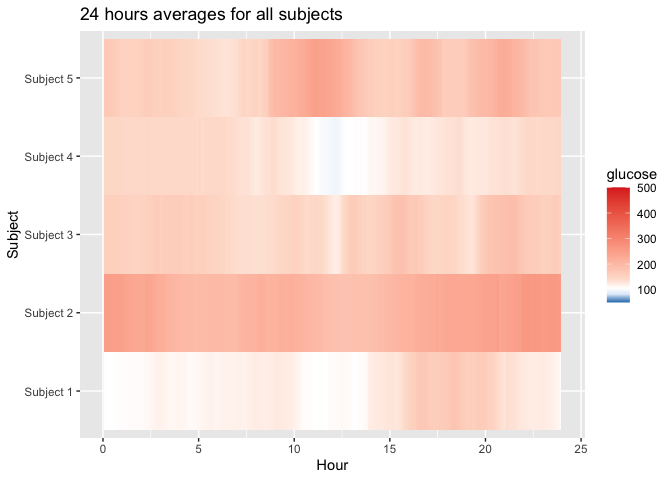 24 hours averages for all subjects
Subject 5
Subject 4
Subject 3
Subject 2
Subject 1
Subject
0 5 10 15 20 25
Hour
glucose
500
400
300
200
100